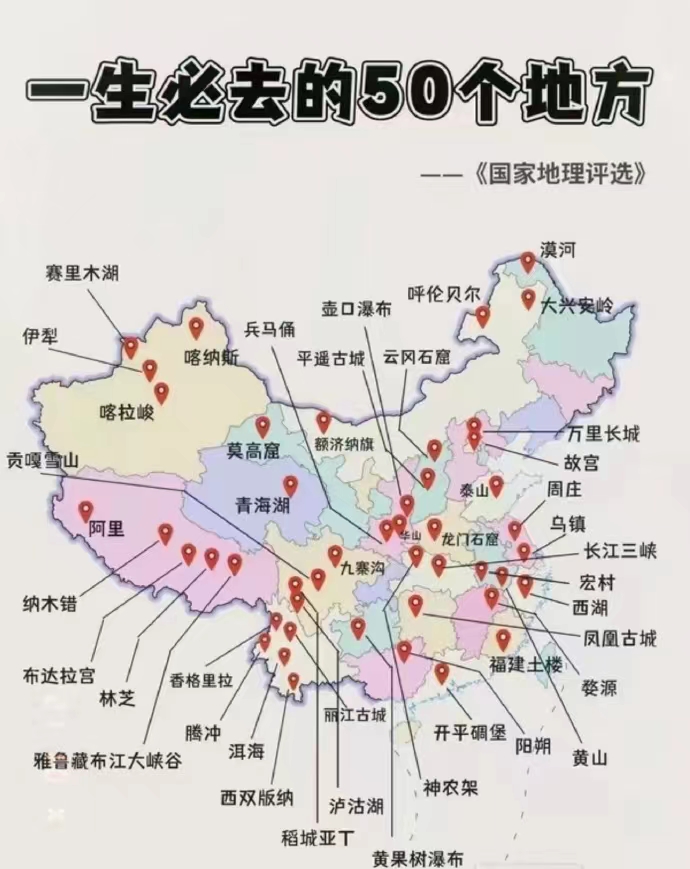 一生必去的50个地方
——《国家地理评选》
漠河
赛里木湖
呼伦贝尔
大兴安岭
壶口瀑布
兵马俑
伊犁
喀纳斯
平遥古城
云冈石窟
喀拉峻
莫高窟
额济纳旗
万里长城
贡嘎雪山
故宫
泰山
周庄
青海湖
阿里
乌镇
华山
龙门石窟
长江三峡
九寨沟
宏村
纳木错
西湖
凤凰古城
布达拉宫
香格里拉
福建土楼
婺源
林芝
丽江古城
腾冲
开平碉堡
阳朔
洱海
黄山
雅鲁藏布江大峡谷
神农架
西双版纳
泸沽湖
稻城亚丁
黄果树瀑布